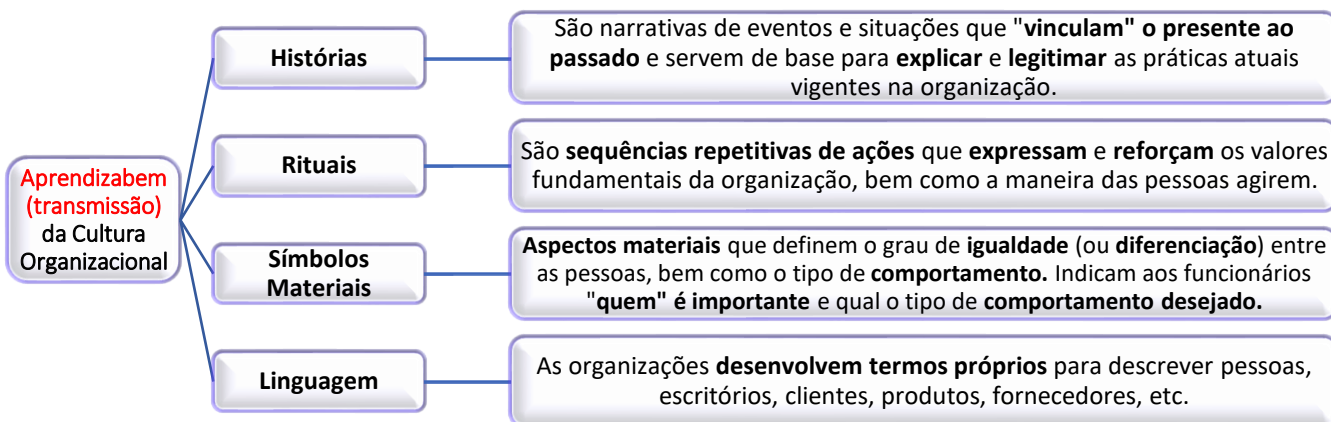 Aprendizabem
(transmissão)
da Cultura
Organizacional
Histórias
São narrativas de eventos e situações que "vinculam" o presente ao
passado e servem de base para explicar e legitimar as práticas atuais
vigentes na organização.
Rituais
São sequências repetitivas de ações que expressam e reforçam os valores
fundamentais da organização, bem como a maneira das pessoas agirem.
Símbolos
Materiais
Aspectos materiais que definem o grau de igualdade (ou diferenciação) entre
as pessoas, bem como o tipo de comportamento. Indicam aos funcionários
"quem" é importante e qual o tipo de comportamento desejado.
Linguagem
As organizações desenvolvem termos próprios para descrever pessoas,
escritórios, clientes, produtos, fornecedores, etc.